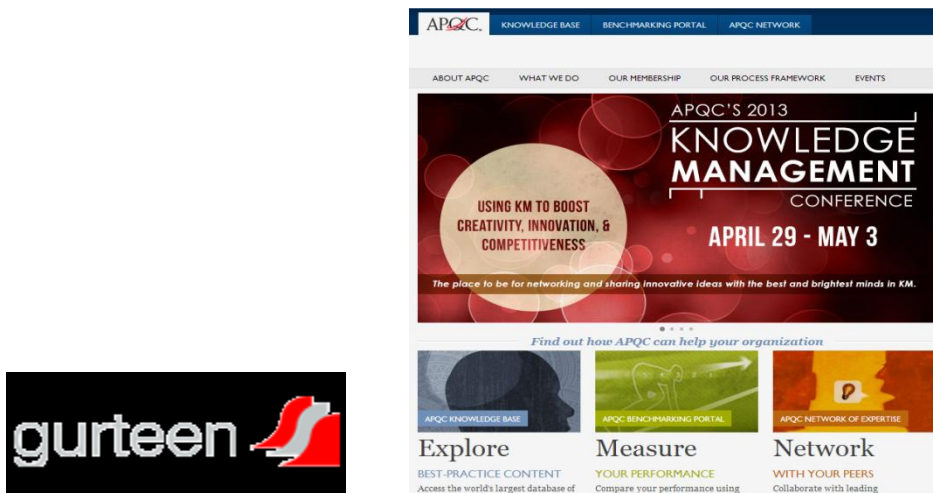 APQC.
KNOWLEDGE BASE
BENCHMARKING PORTAL
APQC NETWORK
ABOUT APQC
WHAT WE DO
OUR MEMBERSHIP
OUR PROCESS FRAMEWORK
EVENTS
APQC'S 2013
KNOWLEDGE
MANAGEMENT
CONFERENCE
APRIL 29 - MAY 3
USING KM TO BOOST
CREATIVITY, INNOVATION, &
COMPETITIVENESS
The place to be for networking and sharing innovative ideas with the best and brightest minds in KM.
Find out how APQC can help your organization
APQC KNOWLEDGE BASE
Explore
BEST-PRACTICE CONTENT
Access the world's largest database of
APQC BENCHMARKING PORTAL
Measure
YOUR PERFORMANCE
Compare your performance using
APQC NETWORK OF EXPERTISE
Network
WITH YOUR PEERS
Collaborate with leading
gurteen